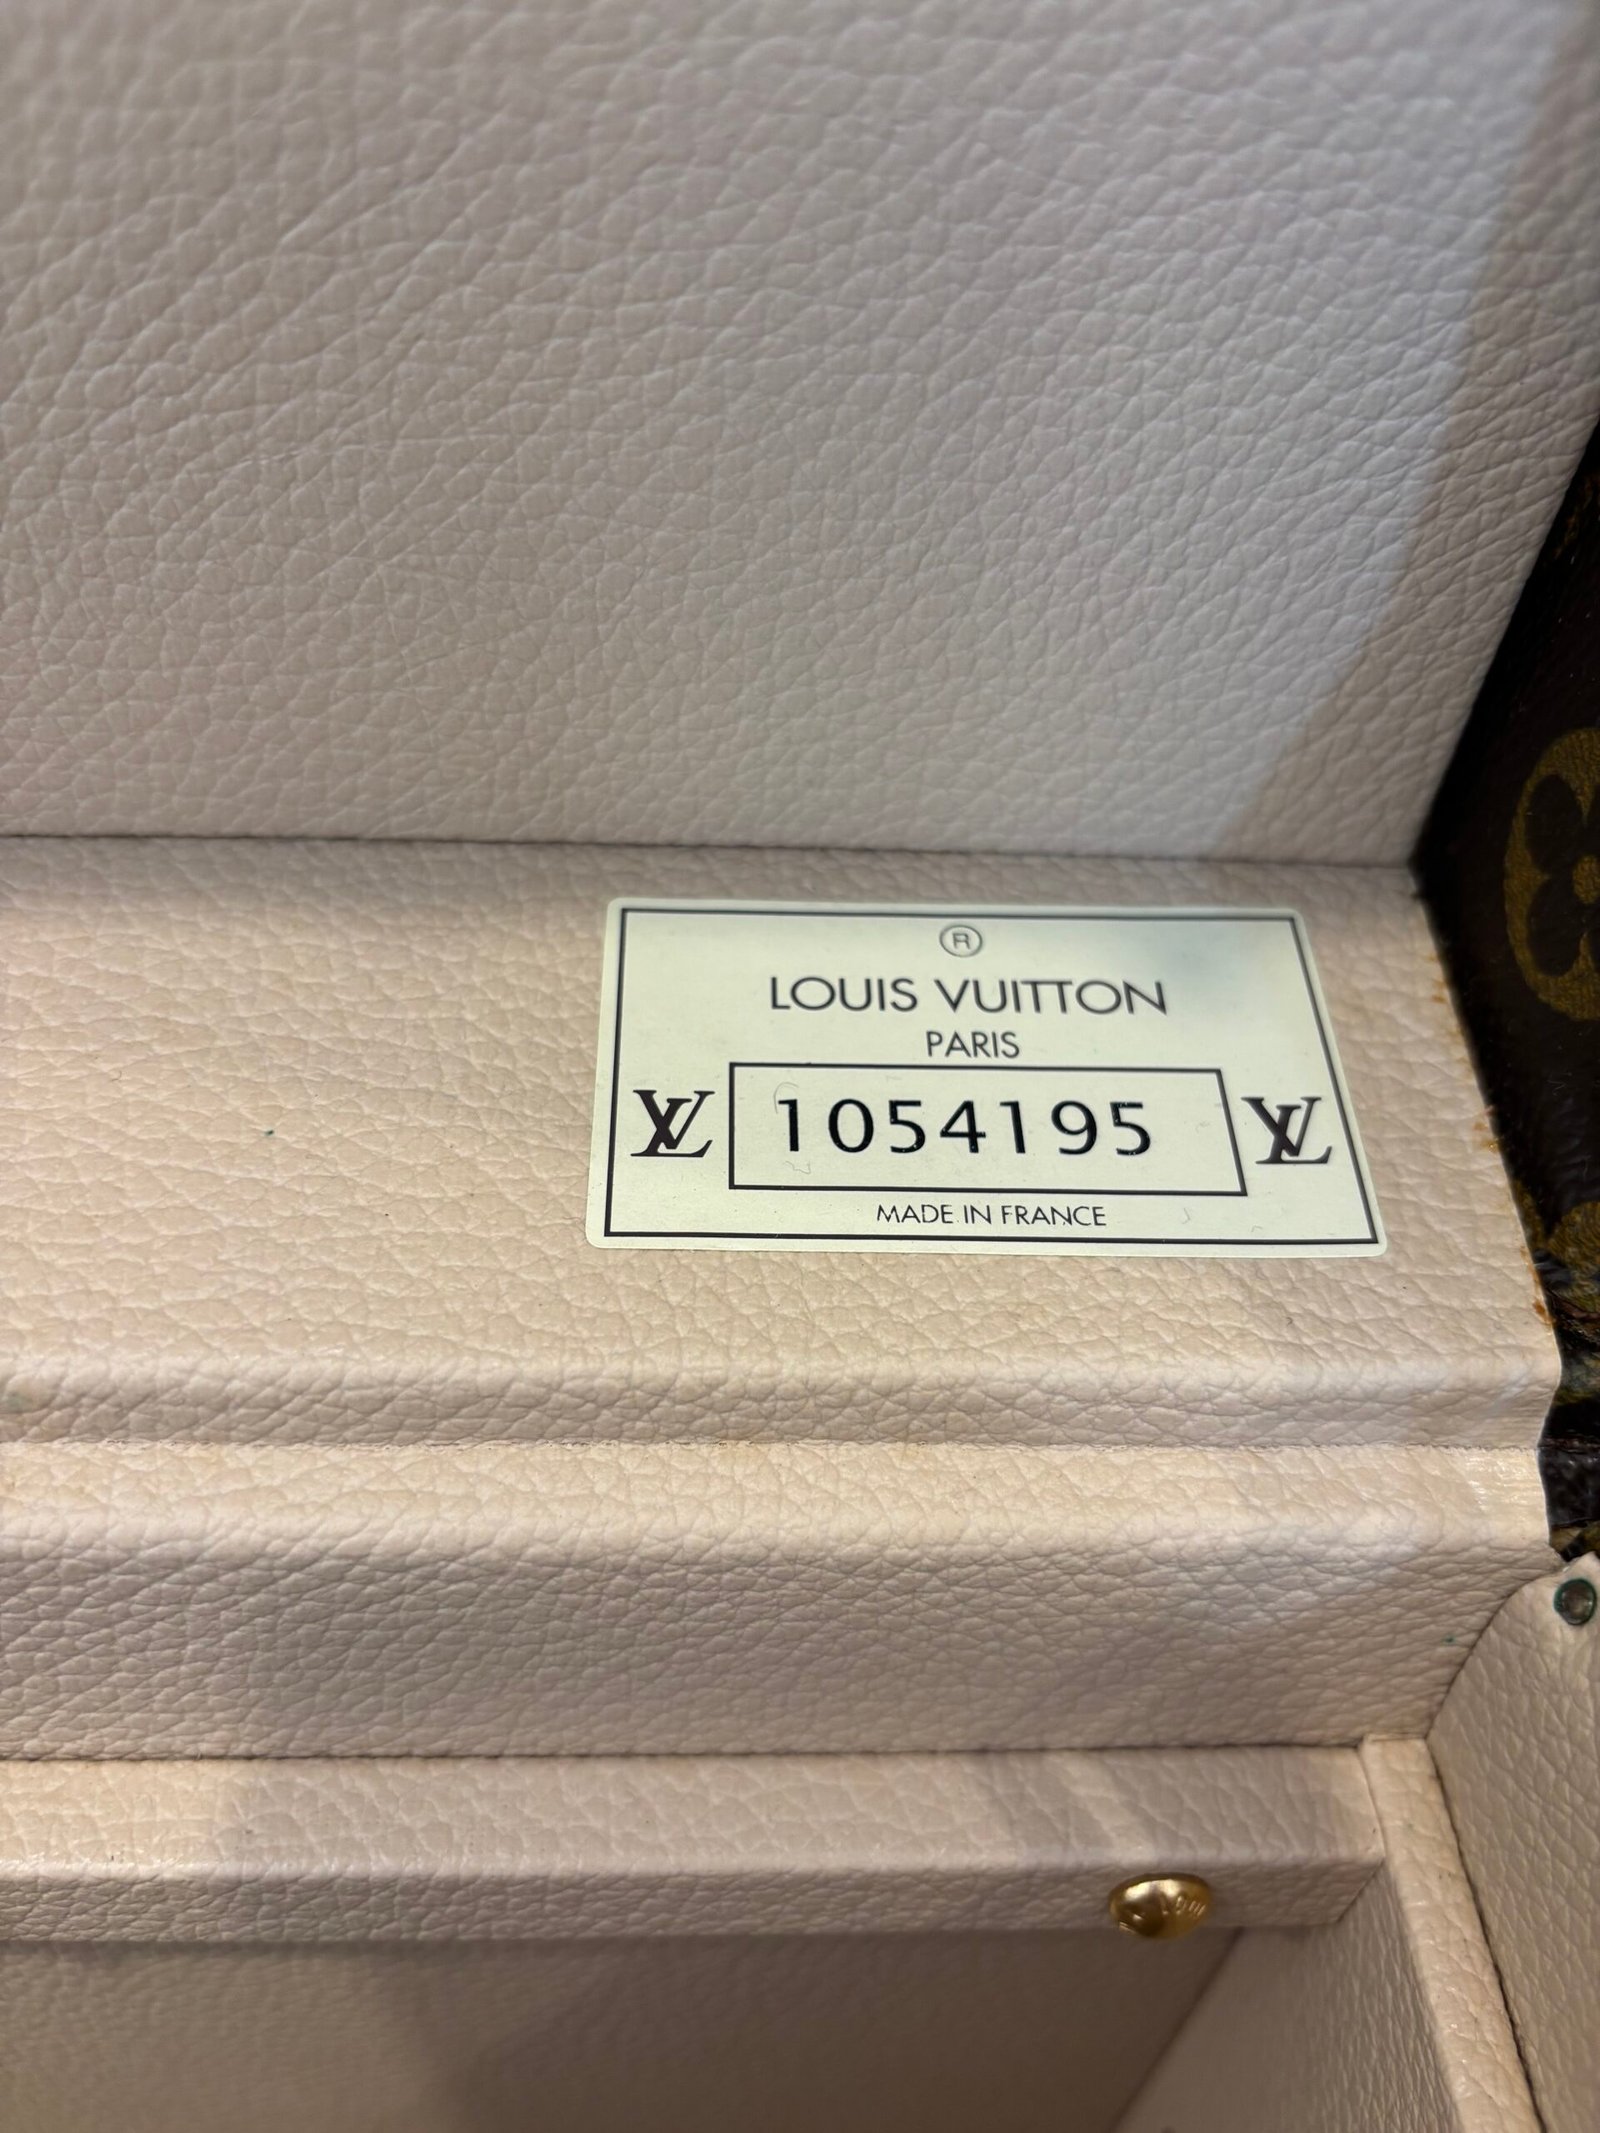 ®
LOUIS VUITTON
PARIS
LV 1054195 LV
MADE IN FRANCE